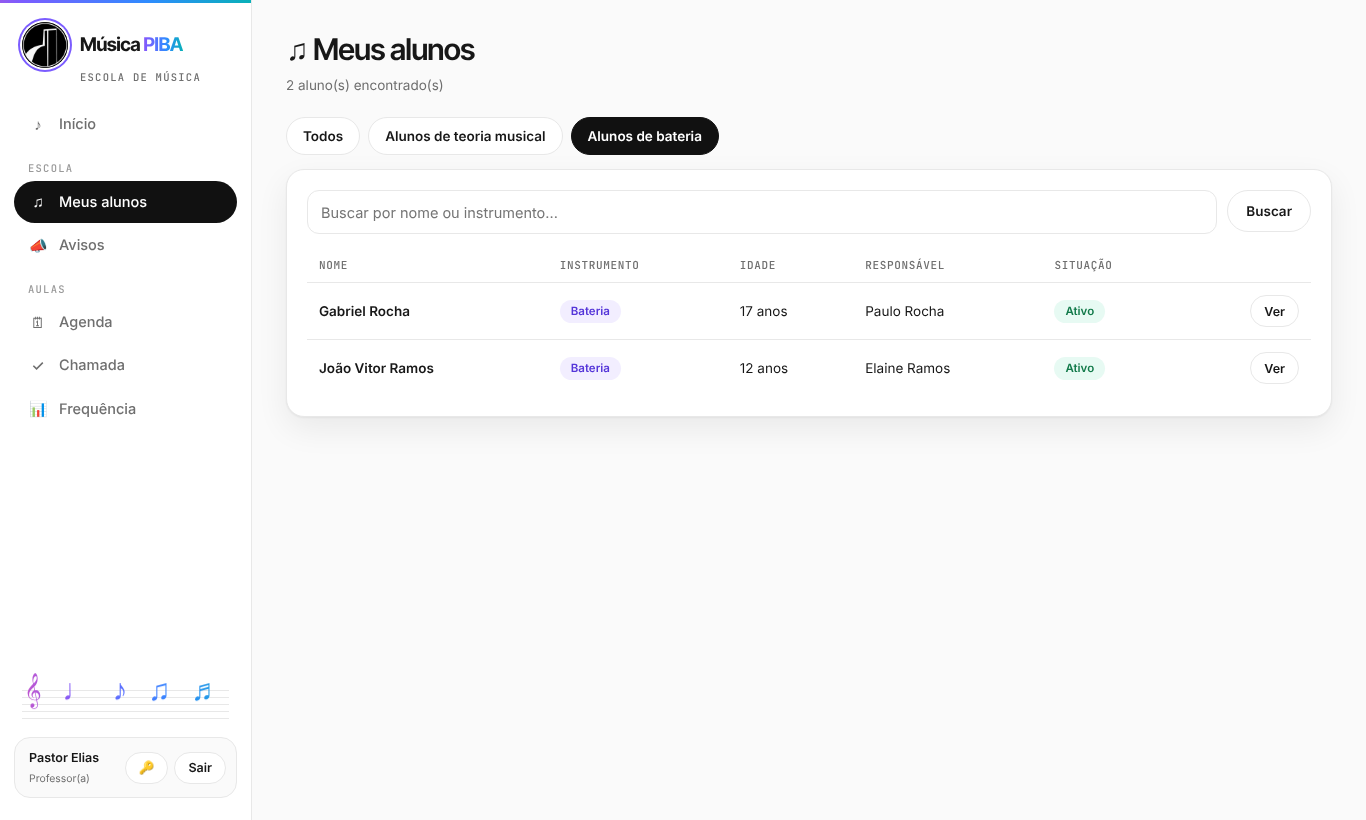 Música PIBA
ESCOLA DE MÚSICA
♪ Início
ESCOLA
♫ Meus alunos
Avisos
AULAS
Agenda
✓ Chamada
Frequência
Pastor Elias
Professor(a)
Sair
♫ Meus alunos
2 aluno(s) encontrado(s)
Todos Alunos de teoria musical Alunos de bateria
Buscar por nome ou instrumento... Buscar
NOME INSTRUMENTO IDADE RESPONSÁVEL SITUAÇÃO
Gabriel Rocha Bateria 17 anos Paulo Rocha Ativo Ver
João Vitor Ramos Bateria 12 anos Elaine Ramos Ativo Ver